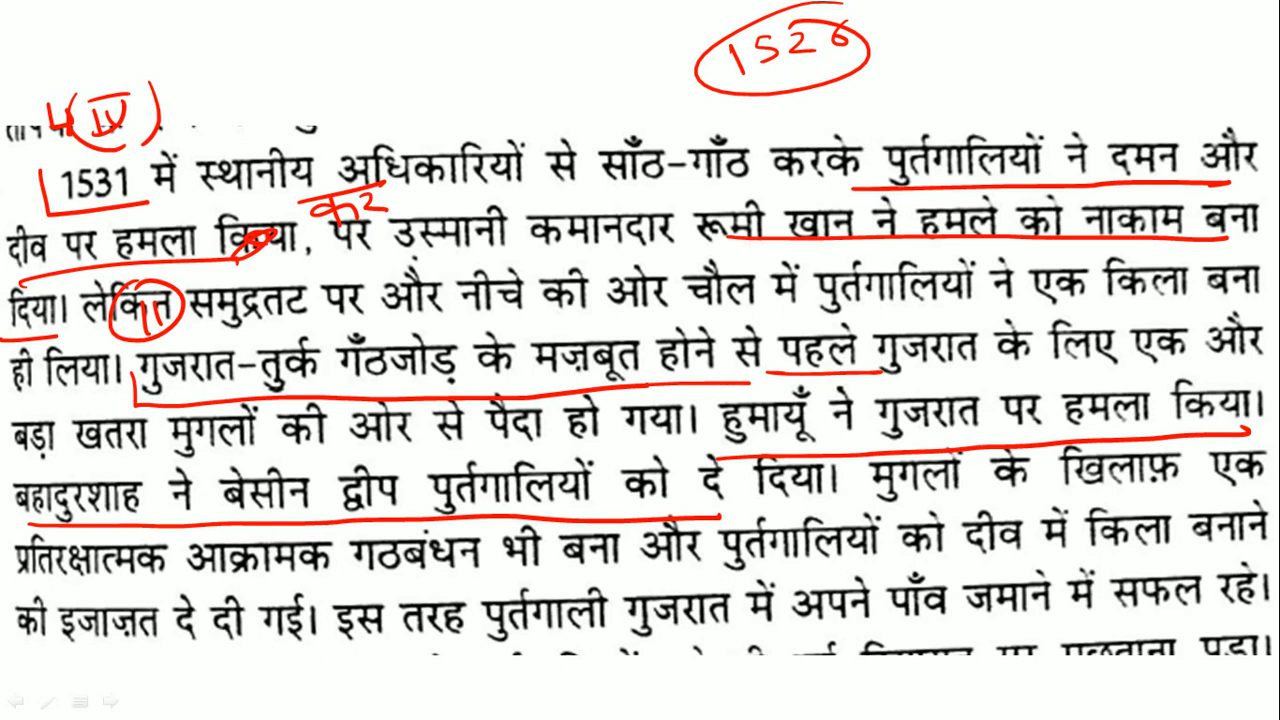 1526
4 (IV)
1531 में स्थानीय अधिकारियों से साँठ-गाँठ करके पुर्तगालियों ने दमन और
दीव पर हमला किया, पर उस्मानी कमानदार रूमी खान ने हमले को नाकाम बना
दिया। लेकिन समुद्रतट पर और नीचे की ओर चौल में पुर्तगालियों ने एक किला बना
ही लिया। गुजरात-तुर्क गँठजोड़ के मज़बूत होने से पहले गुजरात के लिए एक और
बड़ा खतरा मुगलों की ओर से पैदा हो गया। हुमायूँ ने गुजरात पर हमला किया।
बहादुरशाह ने बेसीन द्वीप पुर्तगालियों को दे दिया। मुगलों के खिलाफ़ एक
प्रतिरक्षात्मक आक्रामक गठबंधन भी बना और पुर्तगालियों को दीव में किला बनाने
की इजाज़त दे दी गई। इस तरह पुर्तगाली गुजरात में अपने पाँव जमाने में सफल रहे।